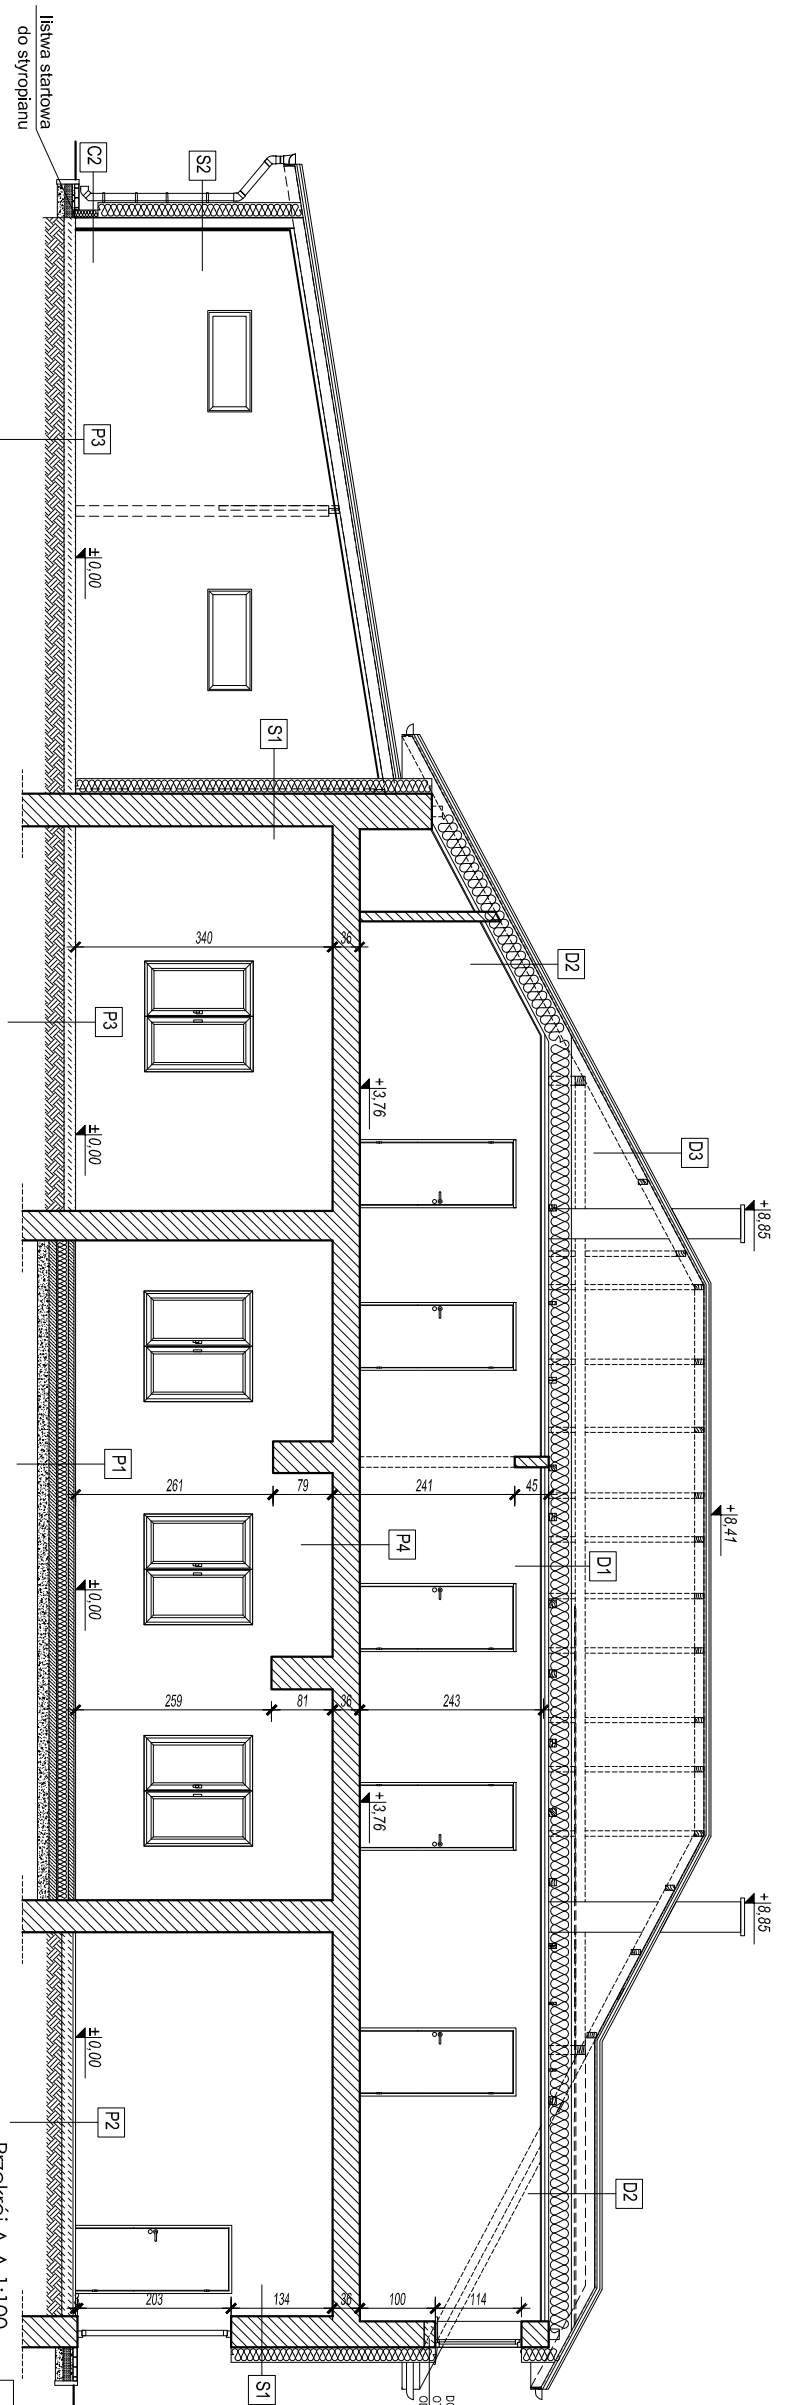 listwa startowa
do styropianu
C2
S2
P3
±0,00
S1
340
36
D2
P3
+3,76
±0,00
D3
+8,85
P1
261
79
241
45
+8,41
P4
D1
±0,00
259
81
36
243
+3,76
+8,85
±0,00
P2
D2
203
134
36
100
114
S1
Przekrój A-A 1:100